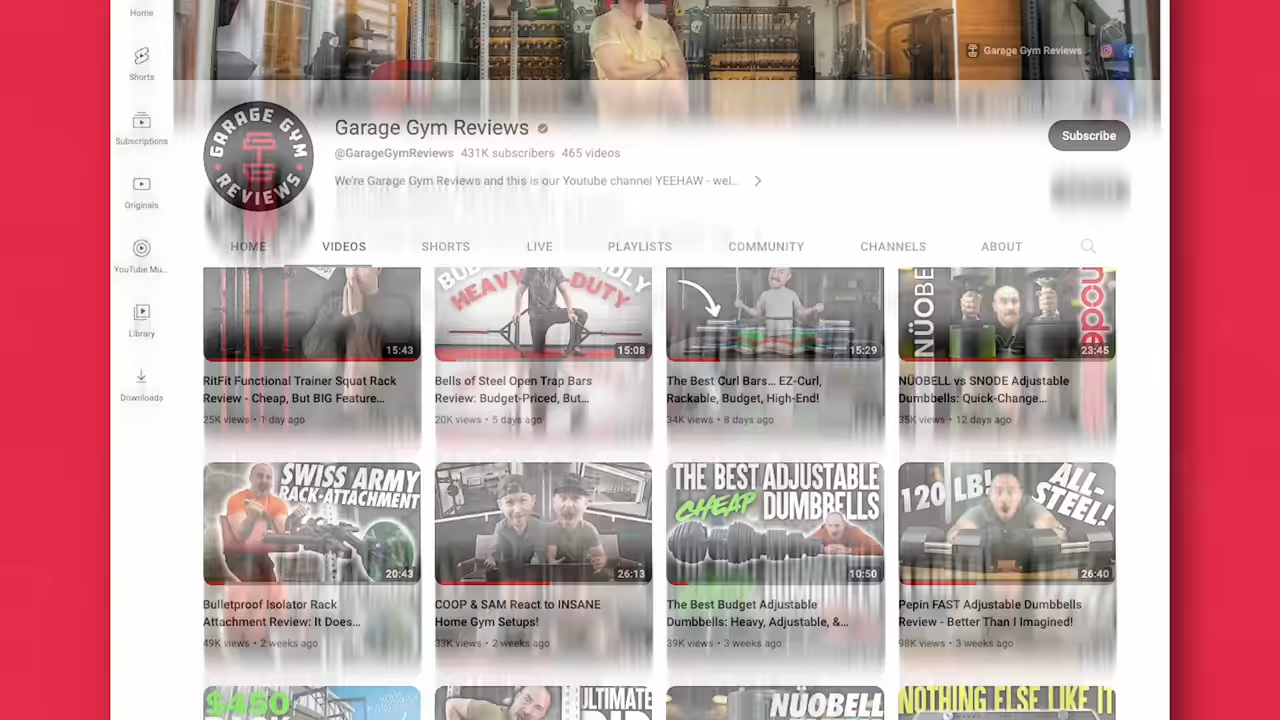 Home
Shorts
Subscriptions
Originals
YouTube Mu...
Library
Downloads
Garage Gym Reviews
GARAGE GYM
REVIEWS
Garage Gym Reviews
@GarageGymReviews 431K subscribers 465 videos
We're Garage Gym Reviews and this is our Youtube channel YEEHAW - wel...
Subscribe
HOME VIDEOS SHORTS LIVE PLAYLISTS COMMUNITY CHANNELS ABOUT
15:43
RitFit Functional Trainer Squat Rack
Review - Cheap, But BIG Feature...
25K views • 1 day ago
HEAVY DUTY
15:08
Bells of Steel Open Trap Bars
Review: Budget-Priced, But...
20K views • 5 days ago
15:29
The Best Curl Bars... EZ-Curl,
Rackable, Budget, High-End!
34K views • 8 days ago
NÜOBE
23:45
NÜOBELL vs SNODE Adjustable
Dumbbells: Quick-Change...
35K views • 12 days ago
SWISS ARMY
RACK-ATTACHMENT
20:43
Bulletproof Isolator Rack
Attachment Review: It Does...
49K views • 2 weeks ago
26:13
COOP & SAM React to INSANE
Home Gym Setups!
33K views • 2 weeks ago
THE BEST ADJUSTABLE
CHEAP DUMBBELLS
10:50
The Best Budget Adjustable
Dumbbells: Heavy, Adjustable, &...
39K views • 3 weeks ago
120 LB! ALL-
STEEL!
26:40
Pepin FAST Adjustable Dumbbells
Review - Better Than I Imagined!
98K views • 3 weeks ago
$450
ULTIMATE
NÜOBELL
NOTHING ELSE LIKE IT